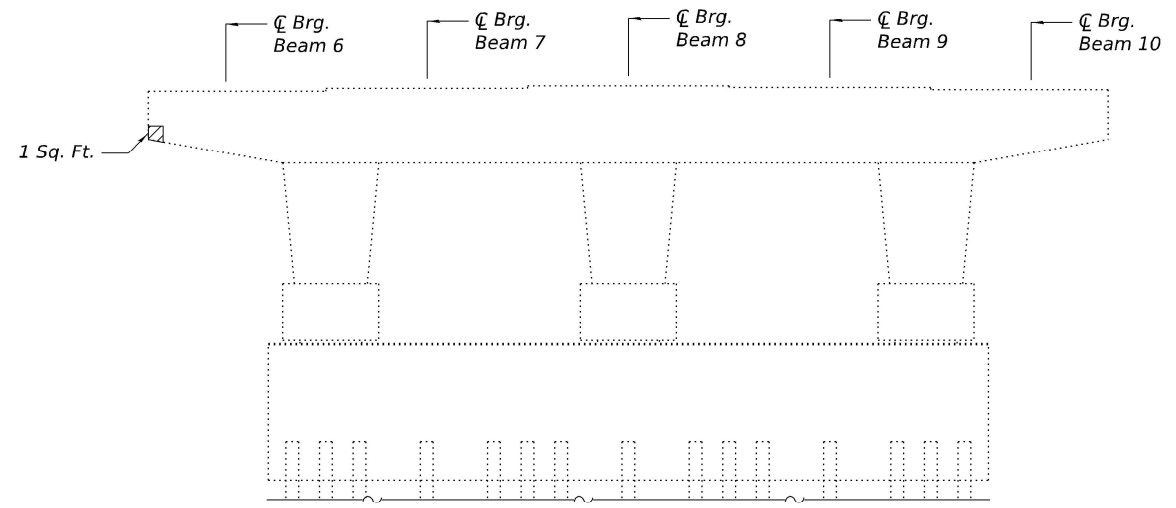 ℄ Brg.
Beam 6
℄ Brg.
Beam 7
℄ Brg.
Beam 8
℄ Brg.
Beam 9
℄ Brg.
Beam 10
1 Sq. Ft.